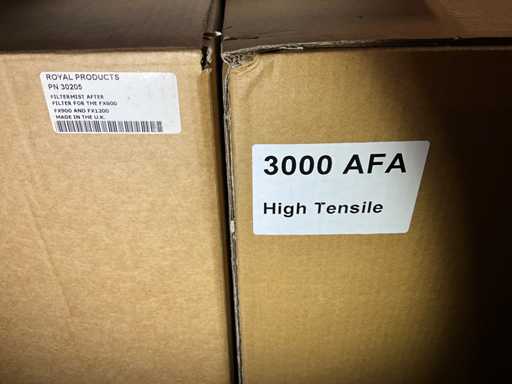 ROYAL PRODUCTS
PN 30205
FILTERMIST AFTER
FILTER FOR THE FX600
FX900 AND FX1200
MADE IN THE U.K.
3000 AFA
High Tensile